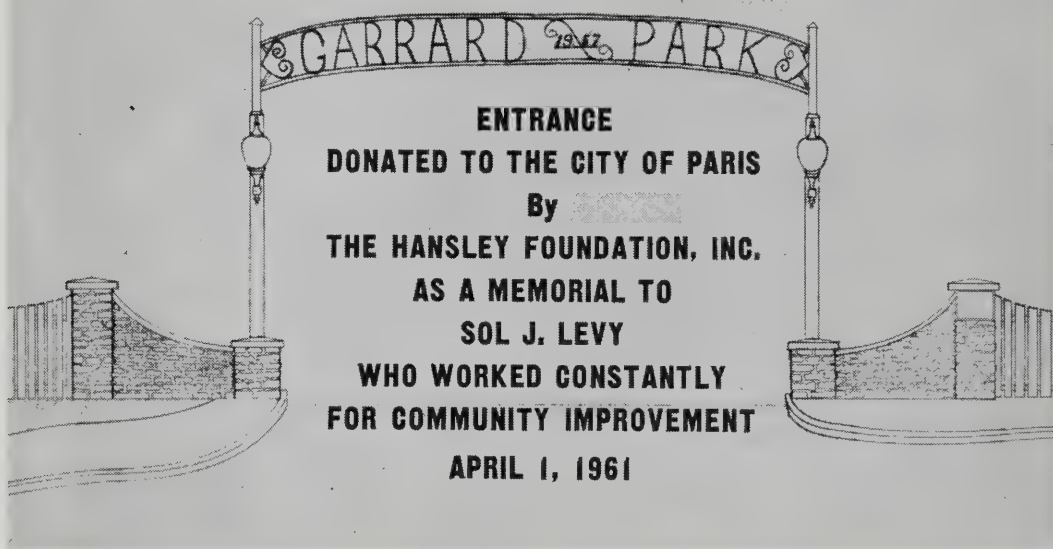 GARRARD 1947 PARK
ENTRANCE
DONATED TO THE CITY OF PARIS
By
THE HANSLEY FOUNDATION, INC.
AS A MEMORIAL TO
SOL J. LEVY
WHO WORKED CONSTANTLY
FOR COMMUNITY IMPROVEMENT
APRIL 1, 1961